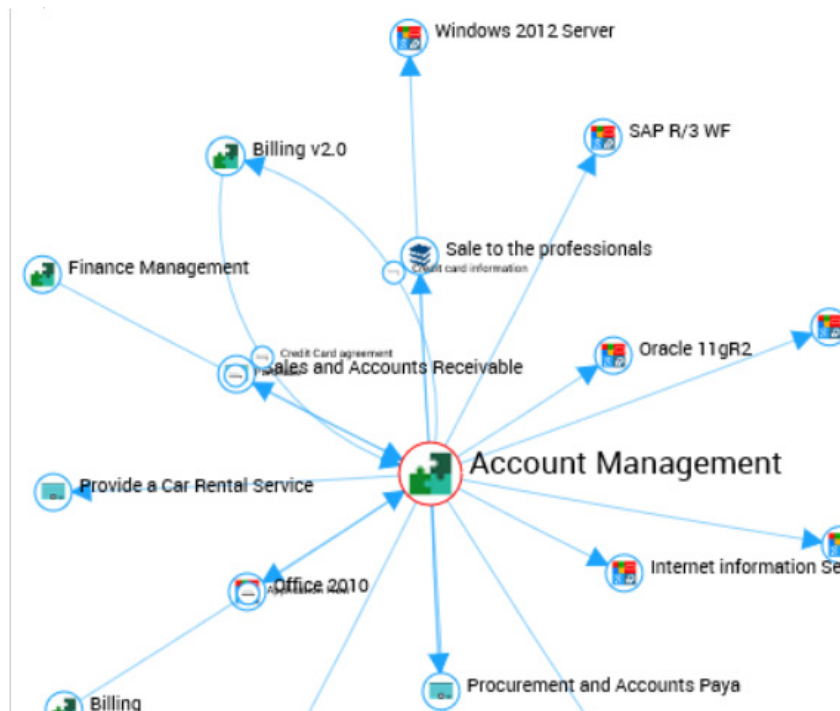 Windows 2012 Server
SAP R/3 WF
Billing v2.0
Sale to the professionals
Credit card information
Finance Management
Oracle 11gR2
Credit Card agreement
Sales and Accounts Receivable
Account Management
Provide a Car Rental Service
Internet information Se
Office 2010
Procurement and Accounts Paya
Billing